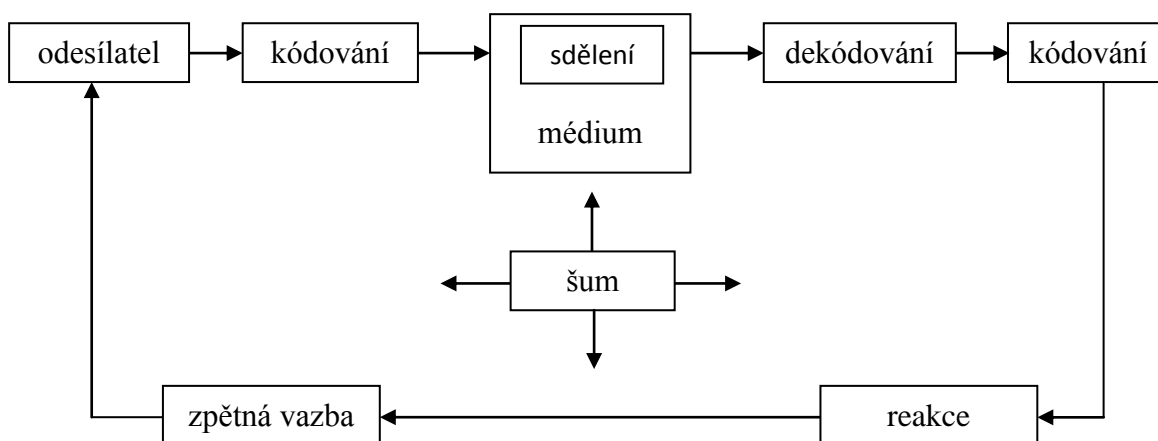 odesílatel
kódování
sdělení
médium
dekódování
kódování
šum
zpětná vazba
reakce